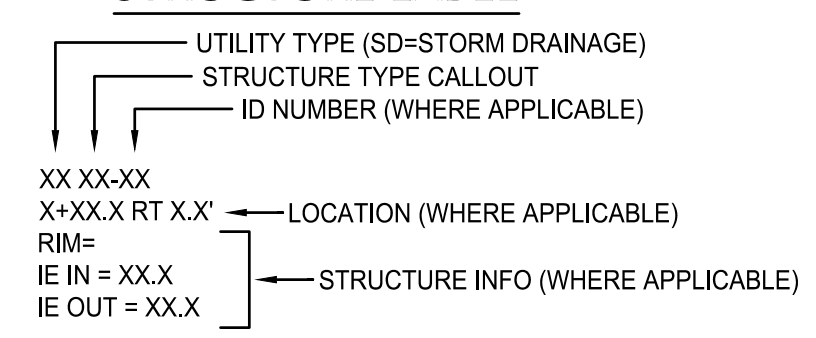 UTILITY TYPE (SD=STORM DRAINAGE)
STRUCTURE TYPE CALLOUT
ID NUMBER (WHERE APPLICABLE)
XX XX-XX
X+XX.X RT X.X' LOCATION (WHERE APPLICABLE)
RIM=
IE IN = XX.X STRUCTURE INFO (WHERE APPLICABLE)
IE OUT = XX.X